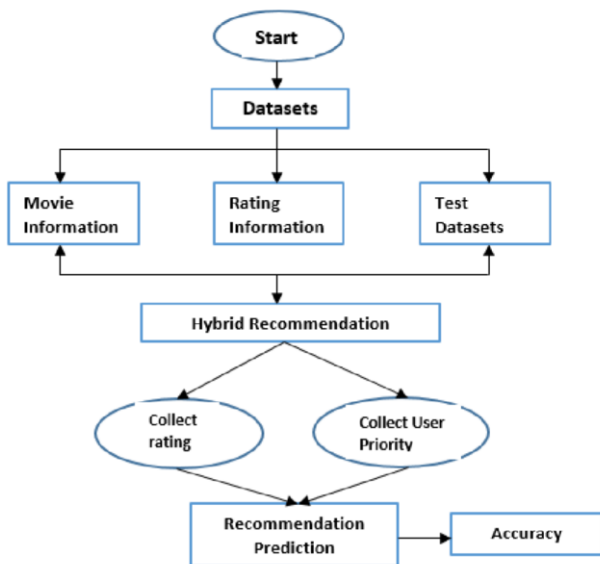 Start
Datasets
Movie
Information
Rating
Information
Test
Datasets
Hybrid Recommendation
Collect
rating
Collect User
Priority
Recommendation
Prediction
Accuracy